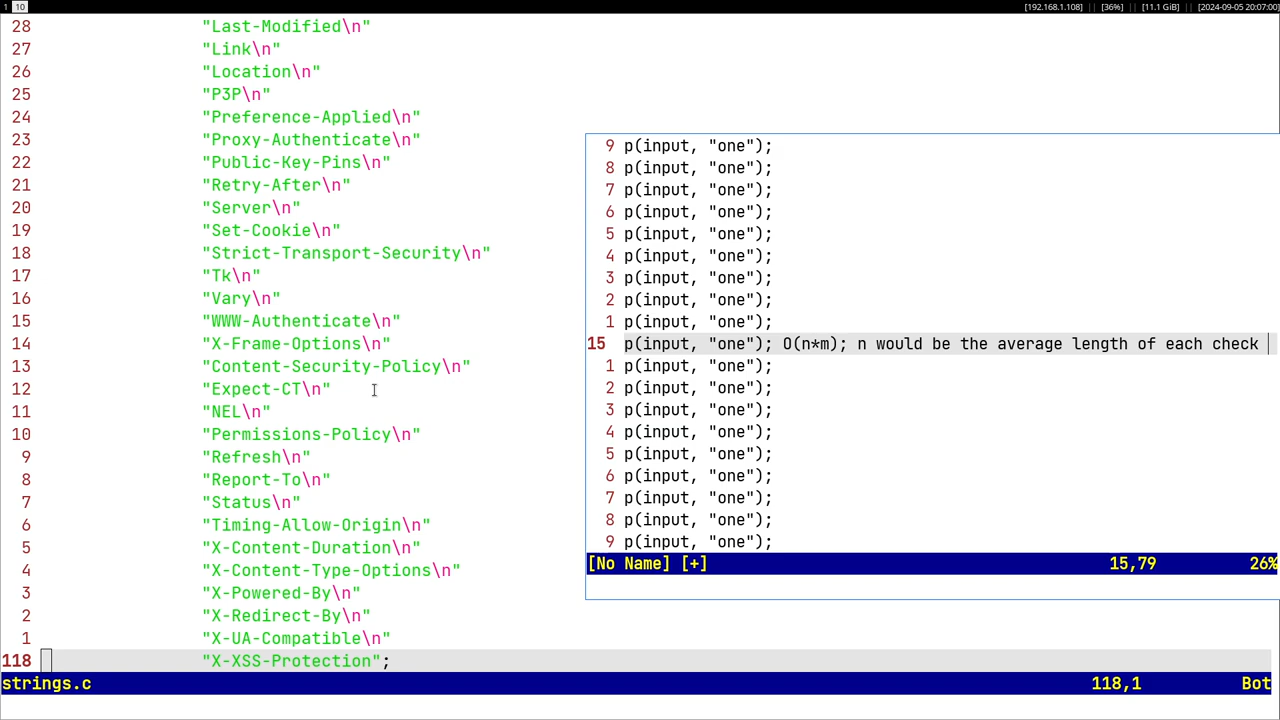 1 10 [192.168.1.108] || [36%] || [11.1 GiB] || [2024-09-05 20:07:00]
28 "Last-Modified\n"
27 "Link\n"
26 "Location\n"
25 "P3P\n"
24 "Preference-Applied\n"
23 "Proxy-Authenticate\n"
22 "Public-Key-Pins\n"
21 "Retry-After\n"
20 "Server\n"
19 "Set-Cookie\n"
18 "Strict-Transport-Security\n"
17 "Tk\n"
16 "Vary\n"
15 "WWW-Authenticate\n"
14 "X-Frame-Options\n"
13 "Content-Security-Policy\n"
12 "Expect-CT\n"
11 "NEL\n"
10 "Permissions-Policy\n"
9 "Refresh\n"
8 "Report-To\n"
7 "Status\n"
6 "Timing-Allow-Origin\n"
5 "X-Content-Duration\n"
4 "X-Content-Type-Options\n"
3 "X-Powered-By\n"
2 "X-Redirect-By\n"
1 "X-UA-Compatible\n"
118 "X-XSS-Protection";
strings.c 118,1 Bot
9 p(input, "one");
8 p(input, "one");
7 p(input, "one");
6 p(input, "one");
5 p(input, "one");
4 p(input, "one");
3 p(input, "one");
2 p(input, "one");
1 p(input, "one");
15 p(input, "one"); O(n*m); n would be the average length of each check
1 p(input, "one");
2 p(input, "one");
3 p(input, "one");
4 p(input, "one");
5 p(input, "one");
6 p(input, "one");
7 p(input, "one");
8 p(input, "one");
9 p(input, "one");
[No Name] [+] 15,79 26%